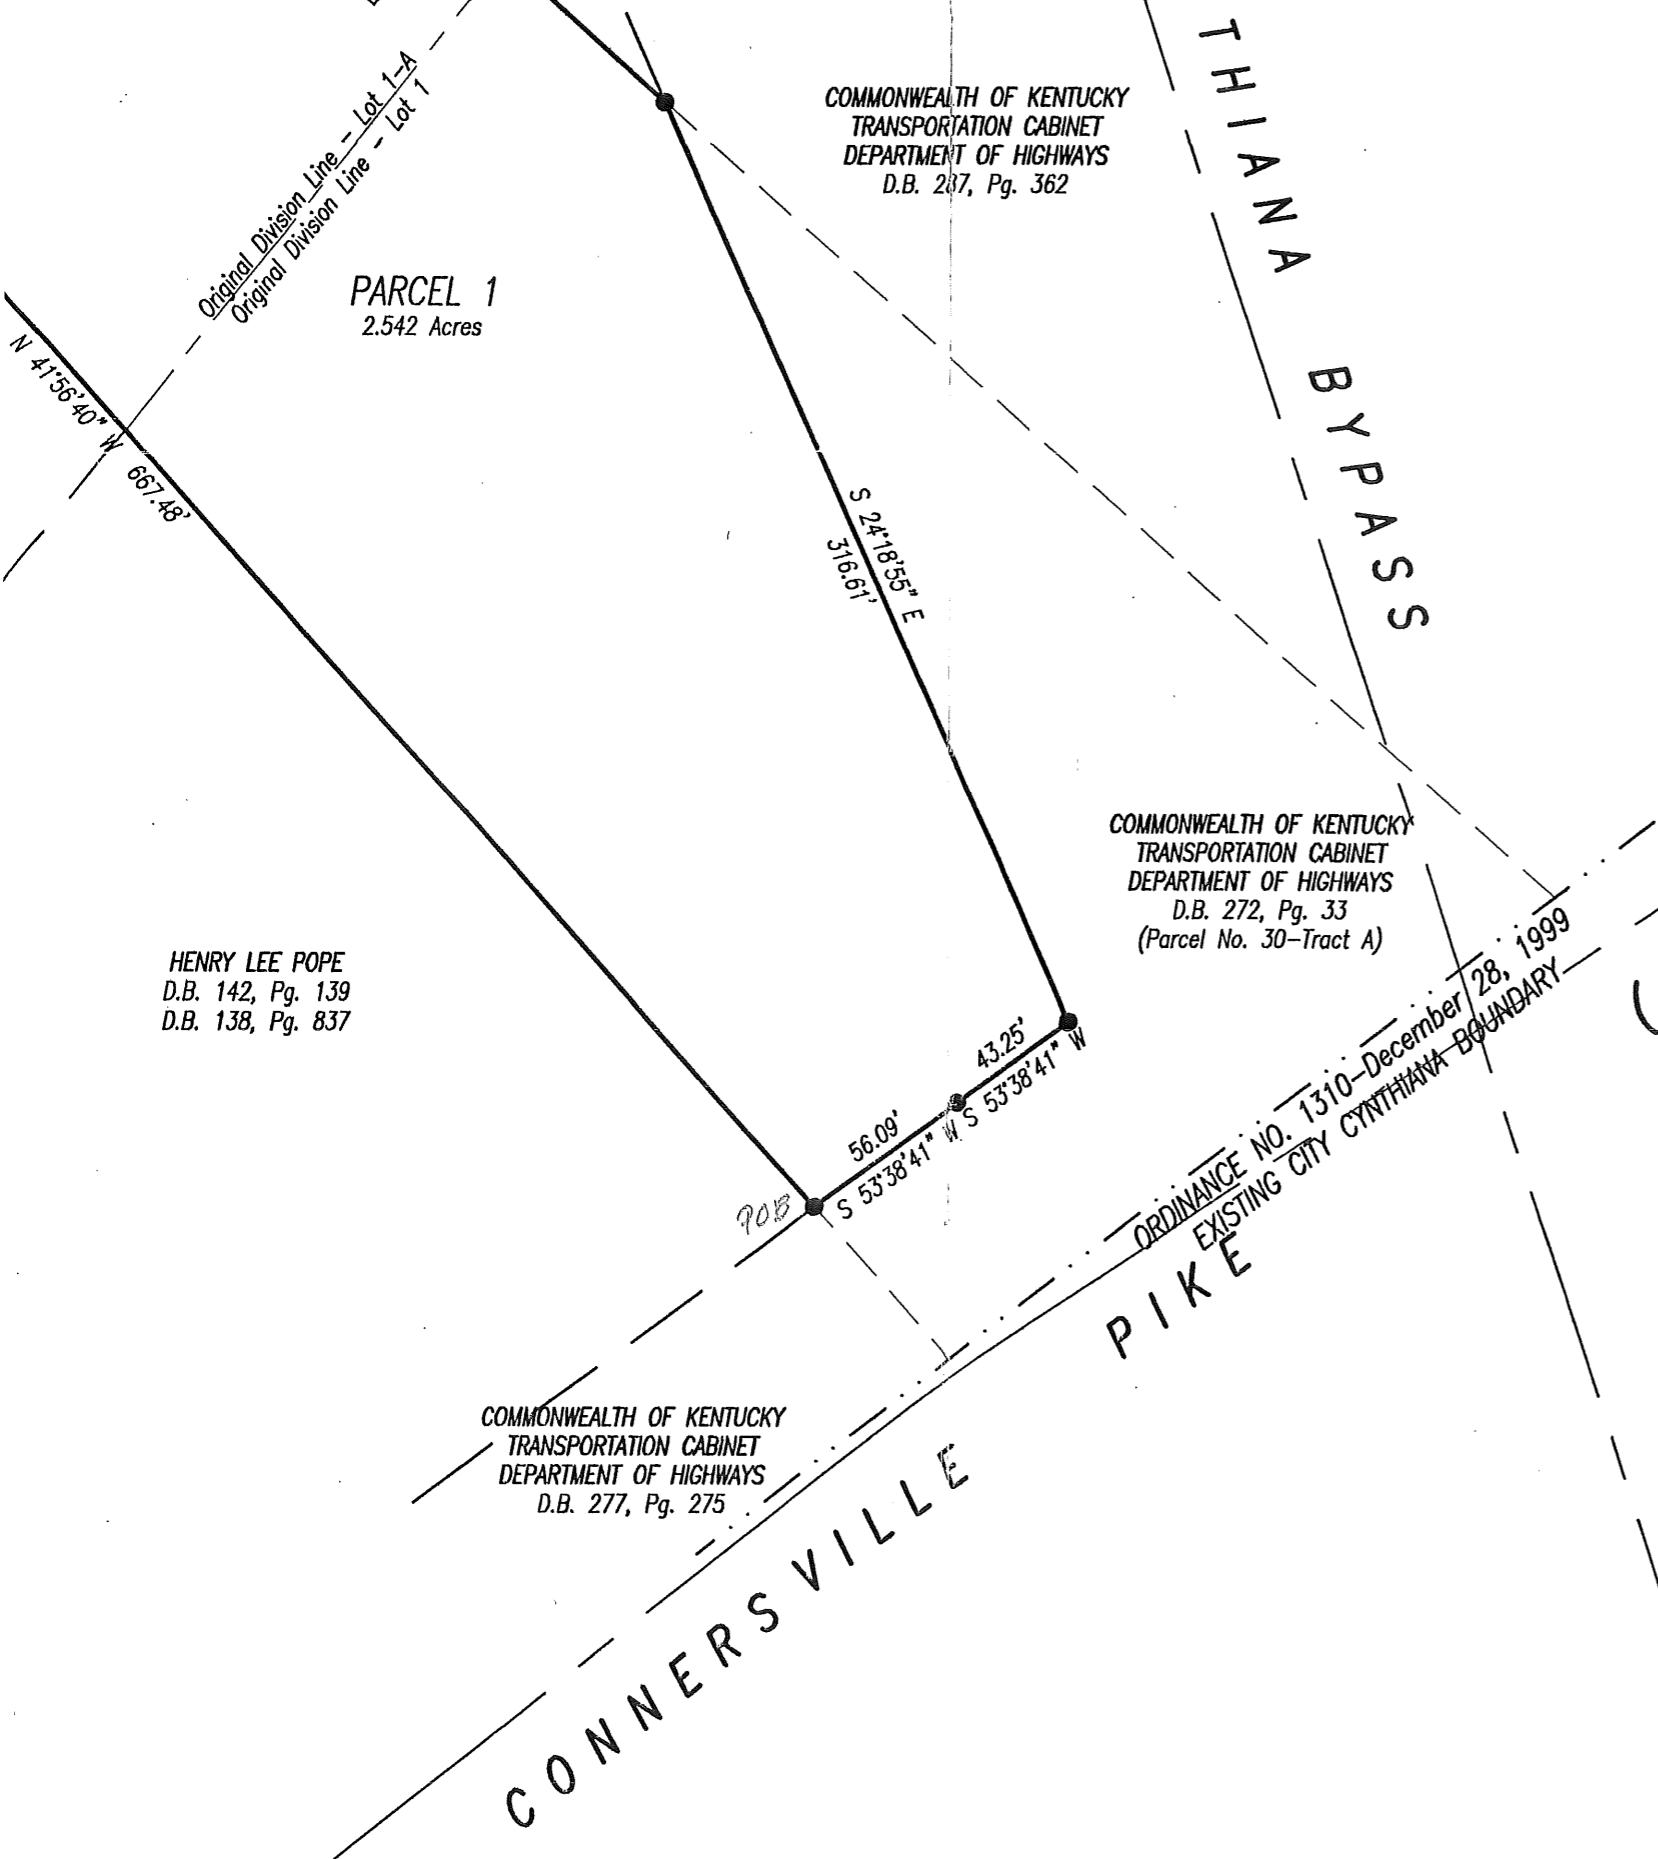 Original Division Line - Lot 1-A
Original Division Line - Lot 1
COMMONWEALTH OF KENTUCKY
TRANSPORTATION CABINET
DEPARTMENT OF HIGHWAYS
D.B. 287, Pg. 362
THIANA BYPASS
PARCEL 1
2.542 Acres
N 41°56'40" W 667.48'
S 24°18'55" E
316.61'
COMMONWEALTH OF KENTUCKY
TRANSPORTATION CABINET
DEPARTMENT OF HIGHWAYS
D.B. 272, Pg. 33
(Parcel No. 30-Tract A)
HENRY LEE POPE
D.B. 142, Pg. 139
D.B. 138, Pg. 837
43.25'
S 53°38'41" W
56.09'
S 53°38'41" W
POB
ORDINANCE NO. 1310-December 28, 1999
EXISTING CITY CYNTHIANA BOUNDARY
COMMONWEALTH OF KENTUCKY
TRANSPORTATION CABINET
DEPARTMENT OF HIGHWAYS
D.B. 277, Pg. 275
CONNERSVILLE PIKE